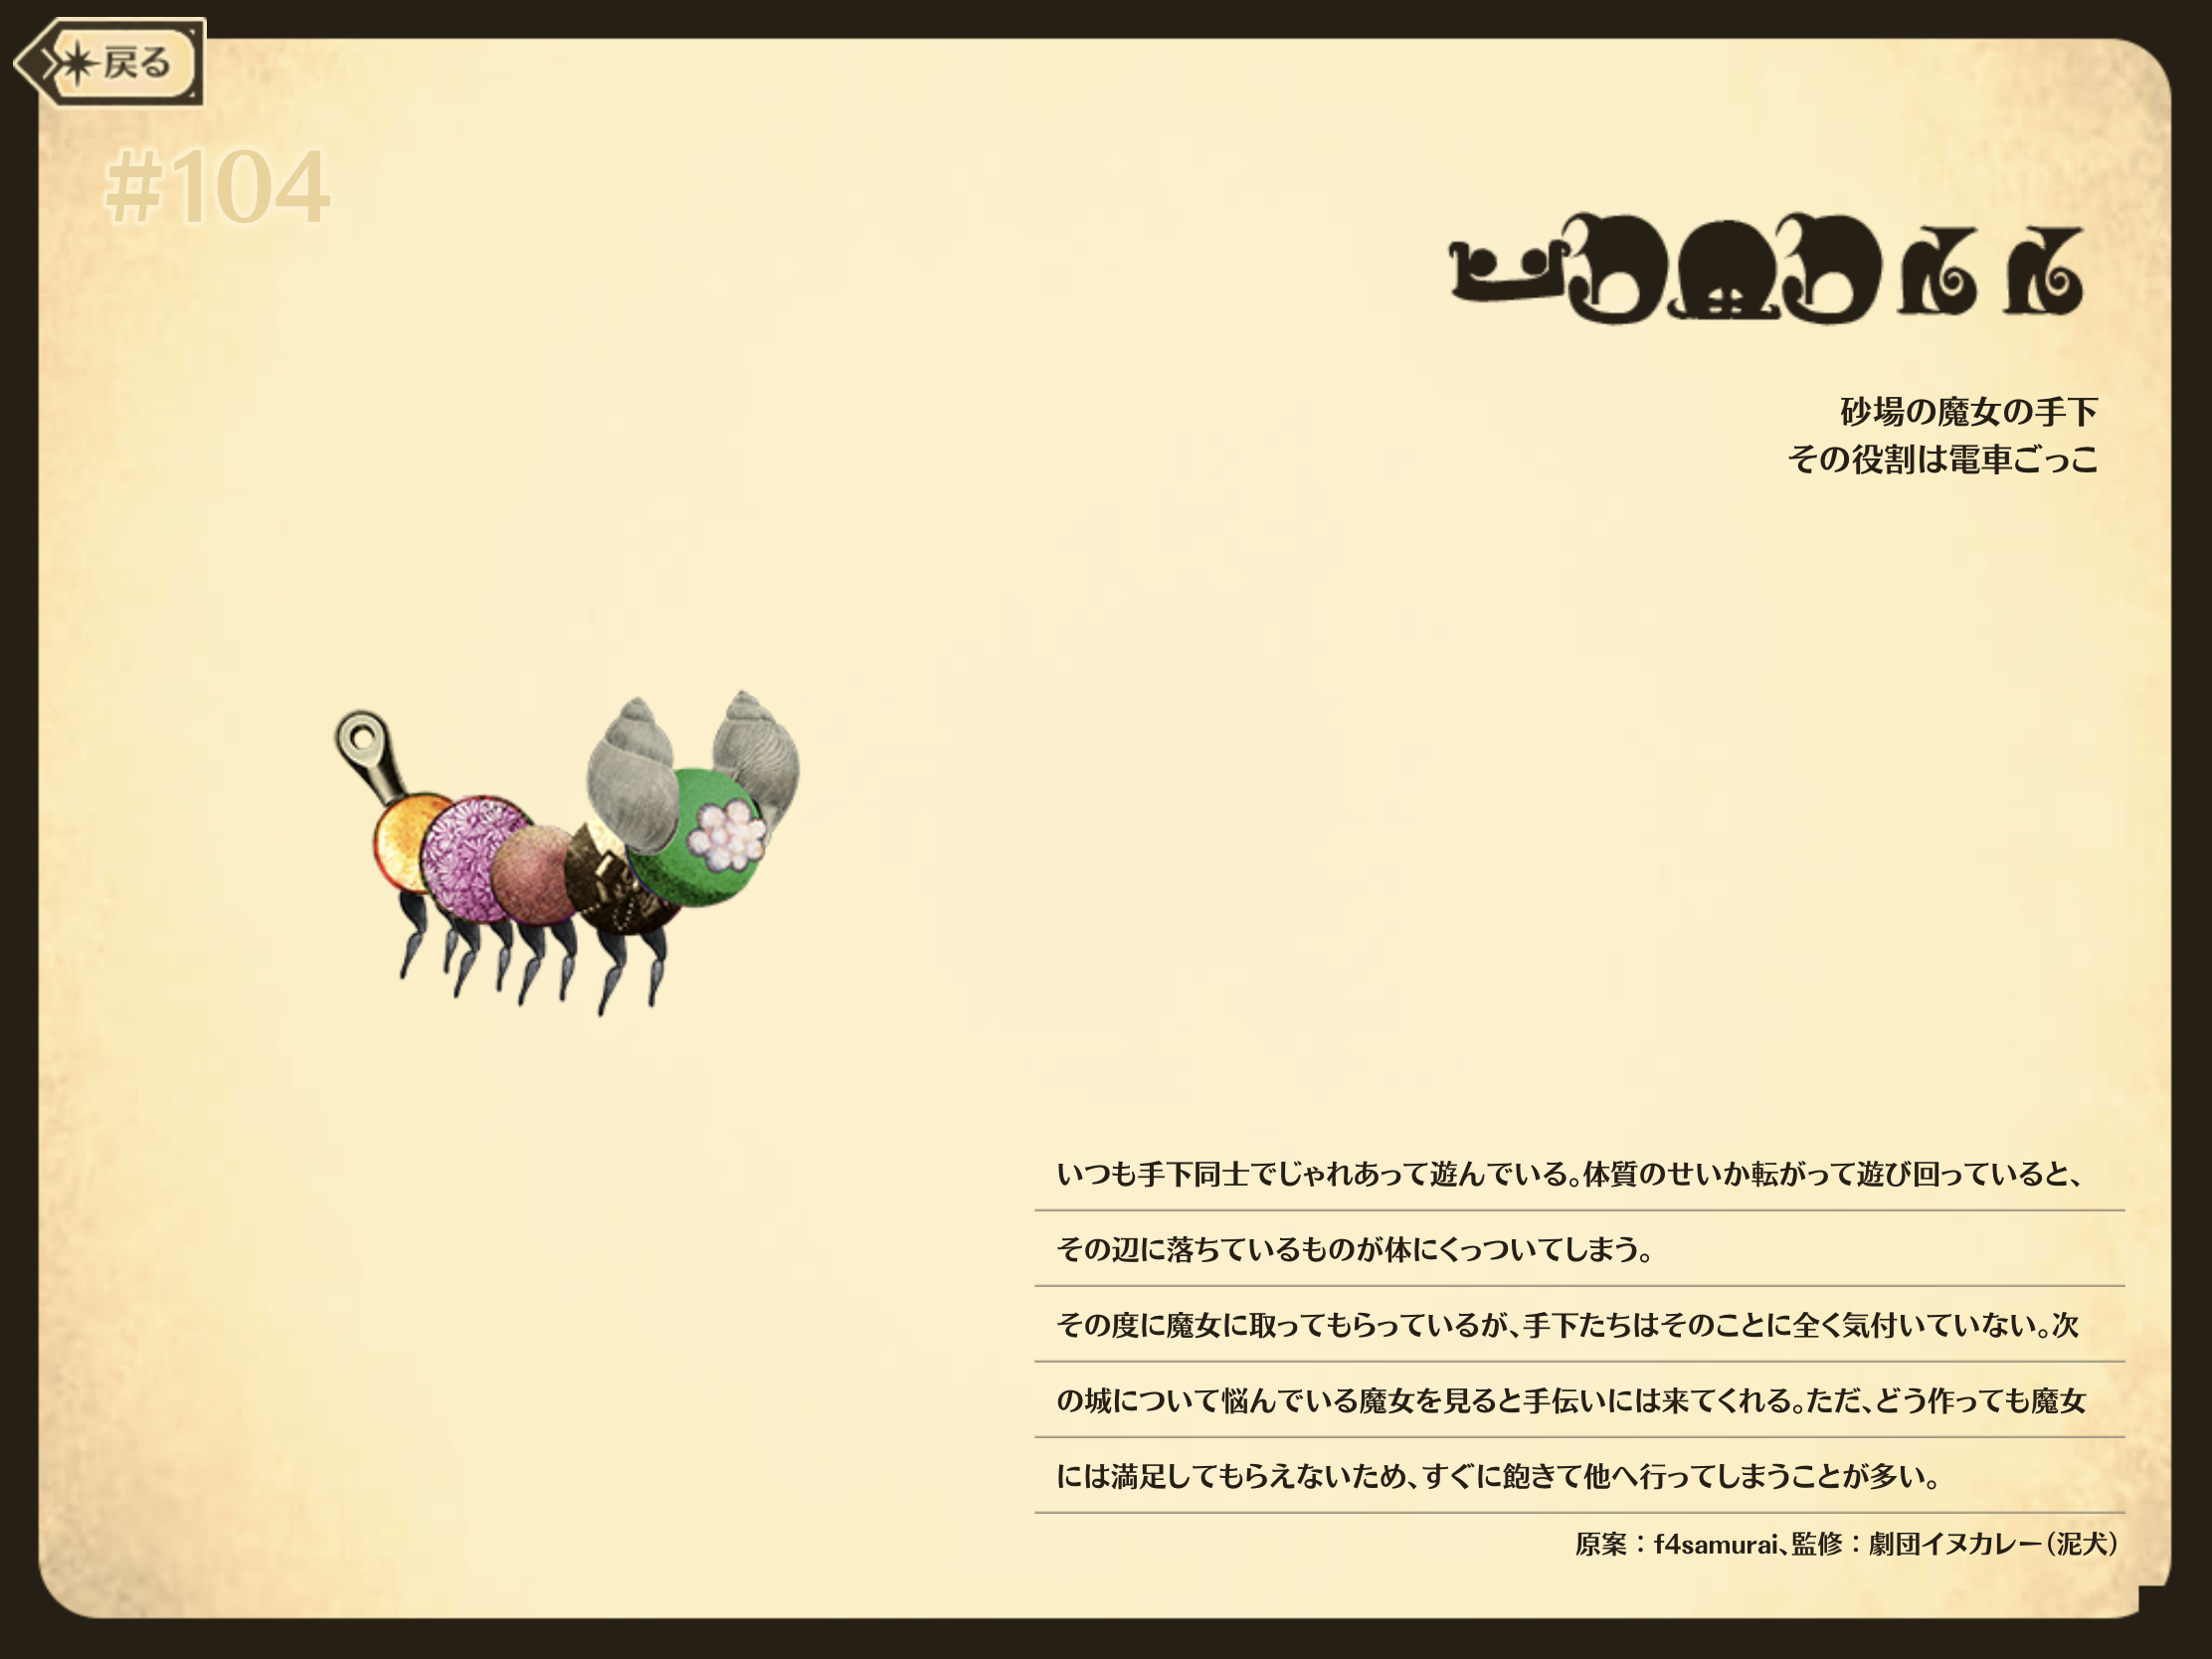 戻る
#104
砂場の魔女の手下
その役割は電車ごっこ
いつも手下同士でじゃれあって遊んでいる。体質のせいか転がって遊び回っていると、
その辺に落ちているものが体にくっついてしまう。
その度に魔女に取ってもらっているが、手下たちはそのことに全く気付いていない。次
の城について悩んでいる魔女を見ると手伝いには来てくれる。ただ、どう作っても魔女
には満足してもらえないため、すぐに飽きて他へ行ってしまうことが多い。
原案：f4samurai、監修：劇団イヌカレー（泥犬）